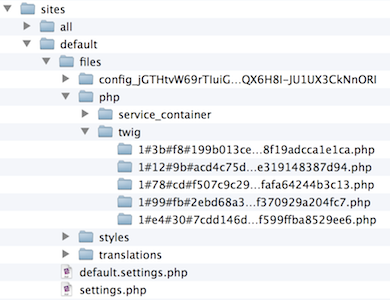 sites
all
default
files
config_jGTHtvW69rTIuiG...QX6H8I-JU1UX3CkNnORI
php
service_container
twig
1#3b#f8#199b013ce...8f19adcca1e1ca.php
1#12#9b#acd4c75d...e319148387d94.php
1#78#cd#f507c9c29...fafa64244b3c13.php
1#99#fb#2ebd68a3...f370929a204fc7.php
1#e4#30#7cdd146d...f599ffba8529ee6.php
styles
translations
default.settings.php
settings.php